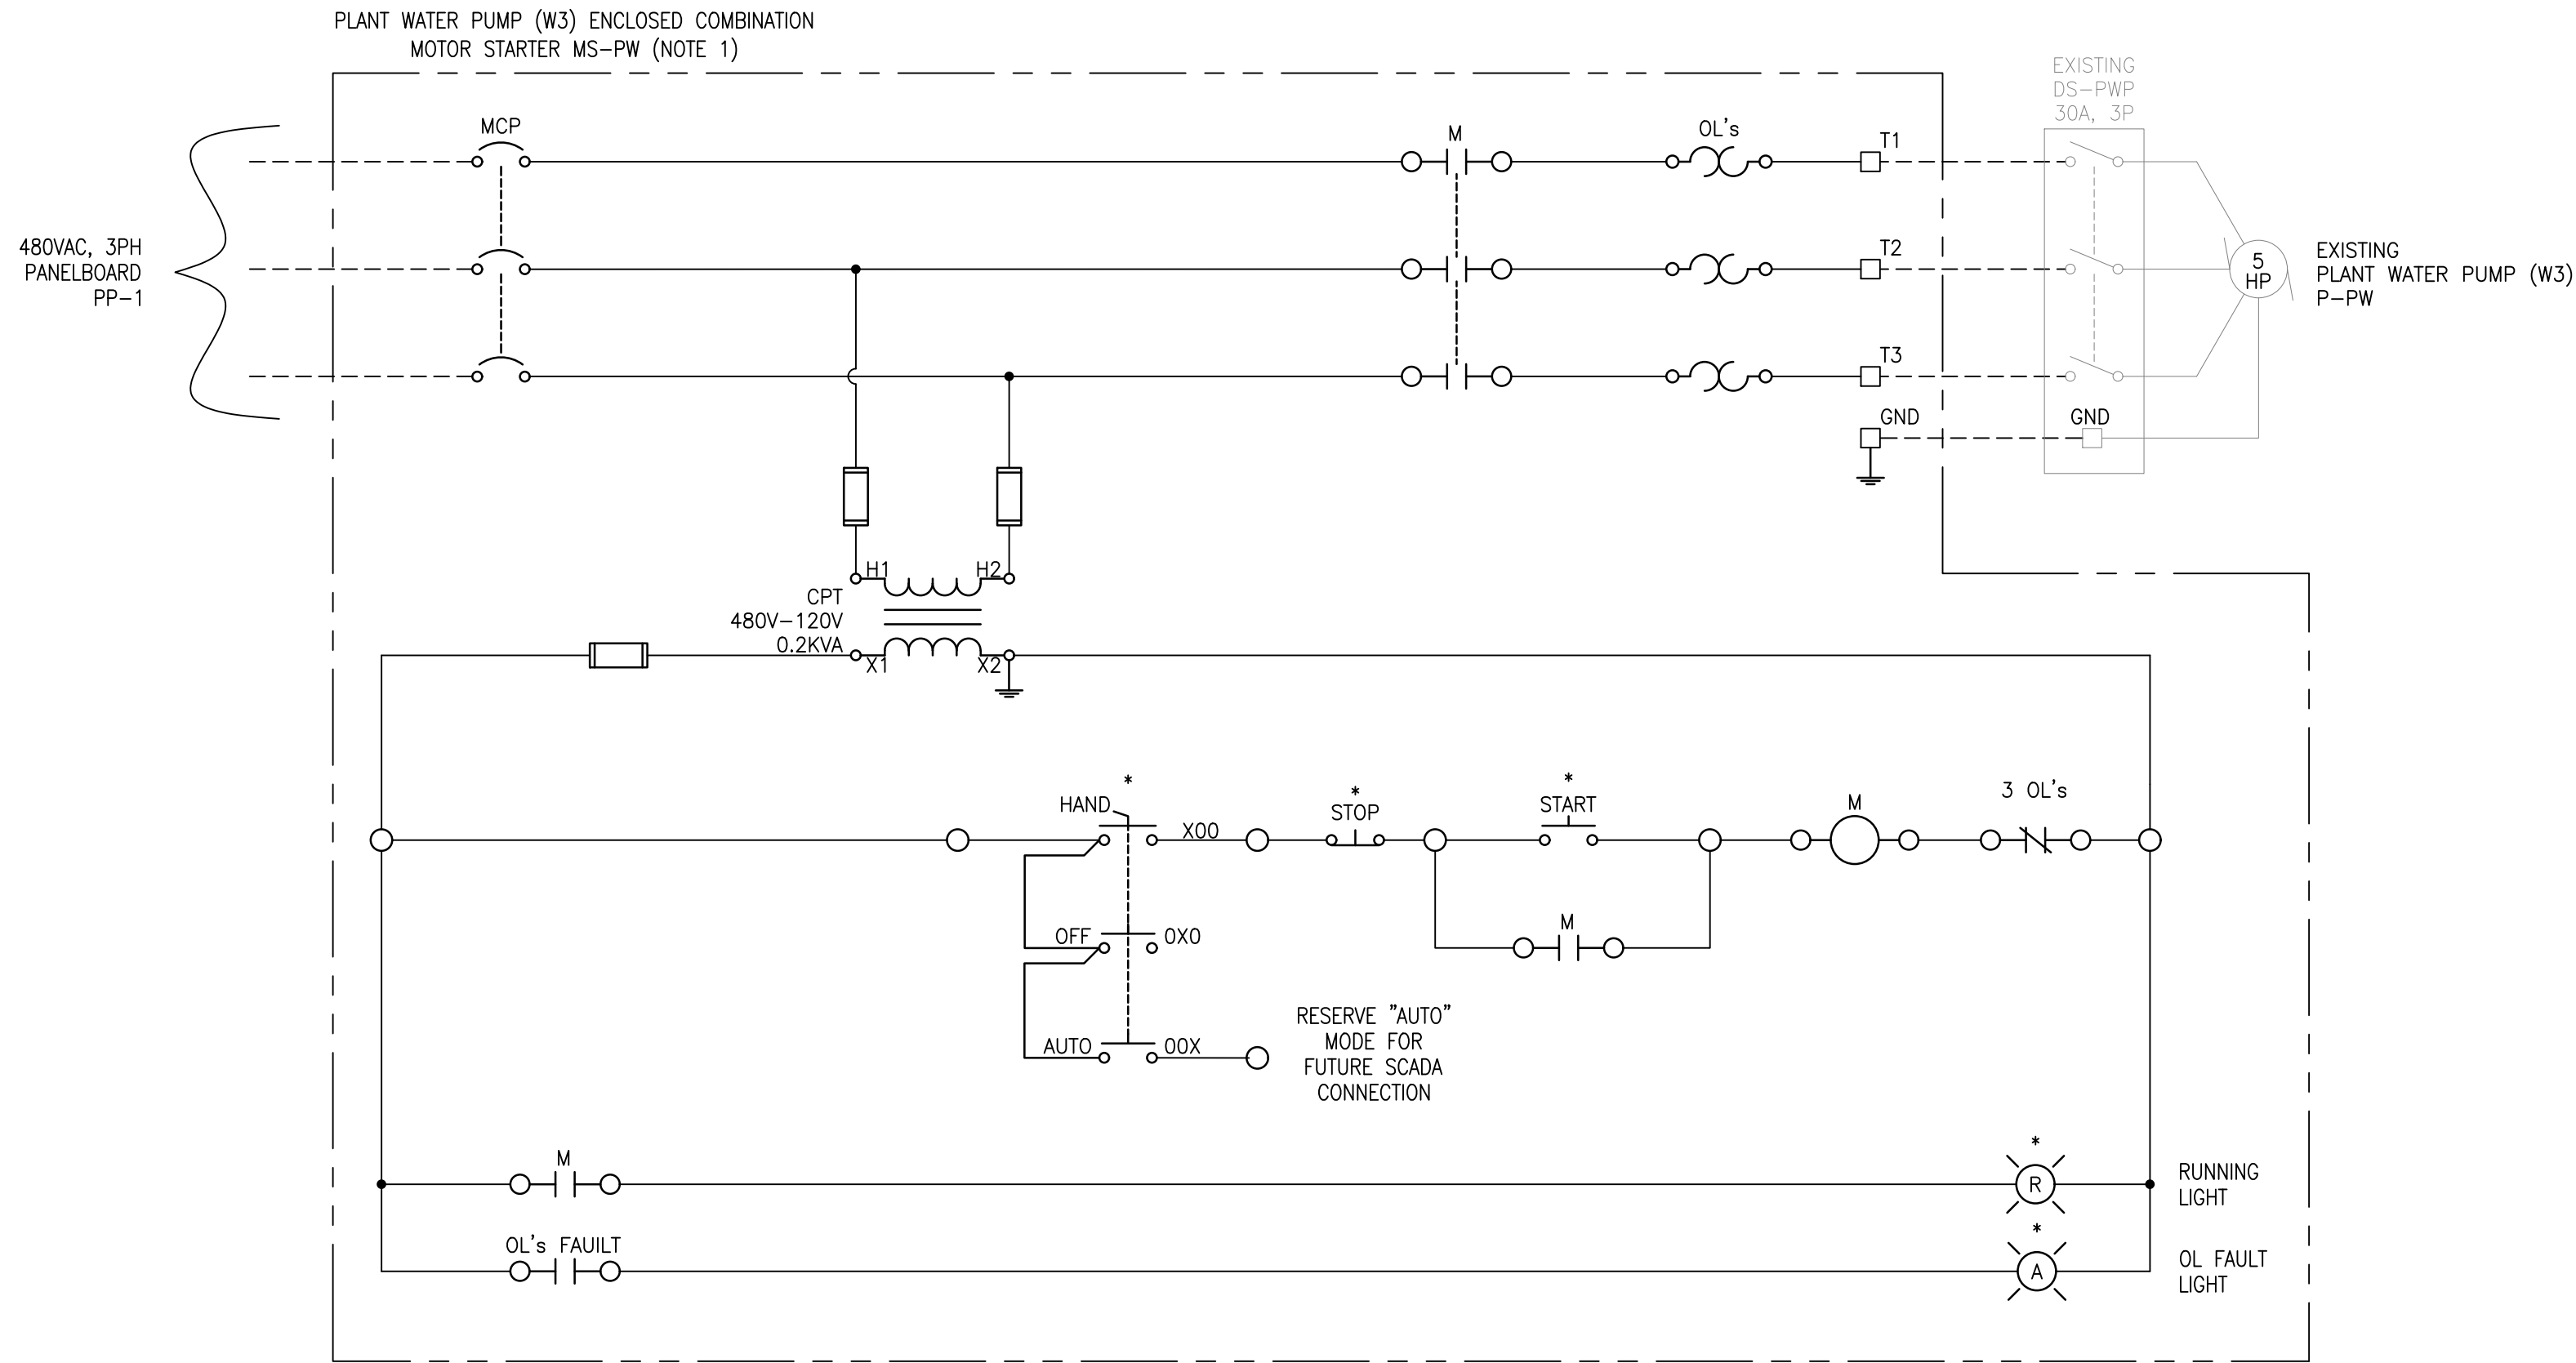 PLANT WATER PUMP (W3) ENCLOSED COMBINATION
MOTOR STARTER MS-PW (NOTE 1)
EXISTING
DS-PWP
30A, 3P
MCP
M
OL's
T1
480VAC, 3PH
PANELBOARD
PP-1
T2
5
HP
EXISTING
PLANT WATER PUMP (W3)
P-PW
T3
GND
GND
H1
H2
CPT
480V-120V
0.2KVA
X1
X2
*
HAND
X00
*
STOP
*
START
M
3 OL's
OFF
0X0
M
AUTO
00X
RESERVE "AUTO"
MODE FOR
FUTURE SCADA
CONNECTION
M
*
R
RUNNING
LIGHT
OL's FAUILT
*
A
OL FAULT
LIGHT